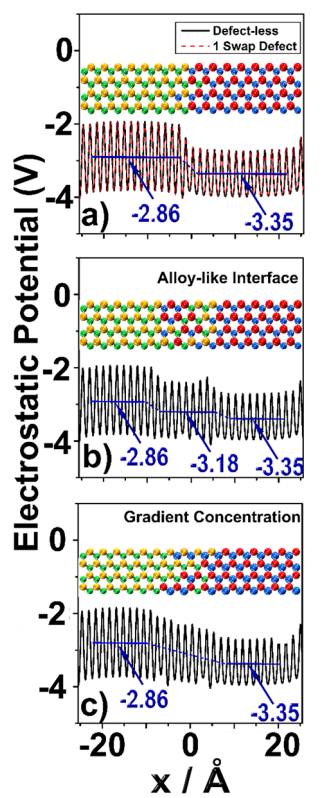 Defect-less
1 Swap Defect
Electrostatic Potential (V)
0
-2
-4
-2.86
-3.35
a)
Alloy-like Interface
0
-2
-4
-2.86
-3.18
-3.35
b)
Gradient Concentration
0
-2
-4
-2.86
-3.35
c)
-20 -10 0 10 20
x / Å